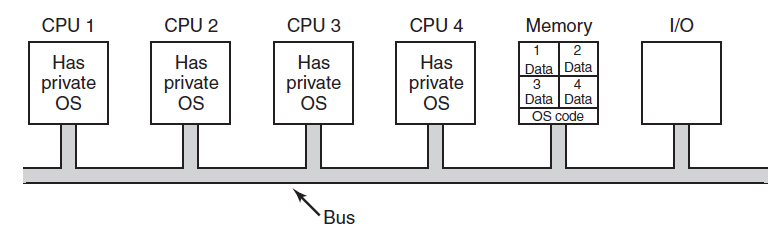 CPU 1
CPU 2
CPU 3
CPU 4
Memory
I/O
Has
private
OS
Has
private
OS
Has
private
OS
Has
private
OS
1
Data
2
Data
3
Data
4
Data
OS code
Bus